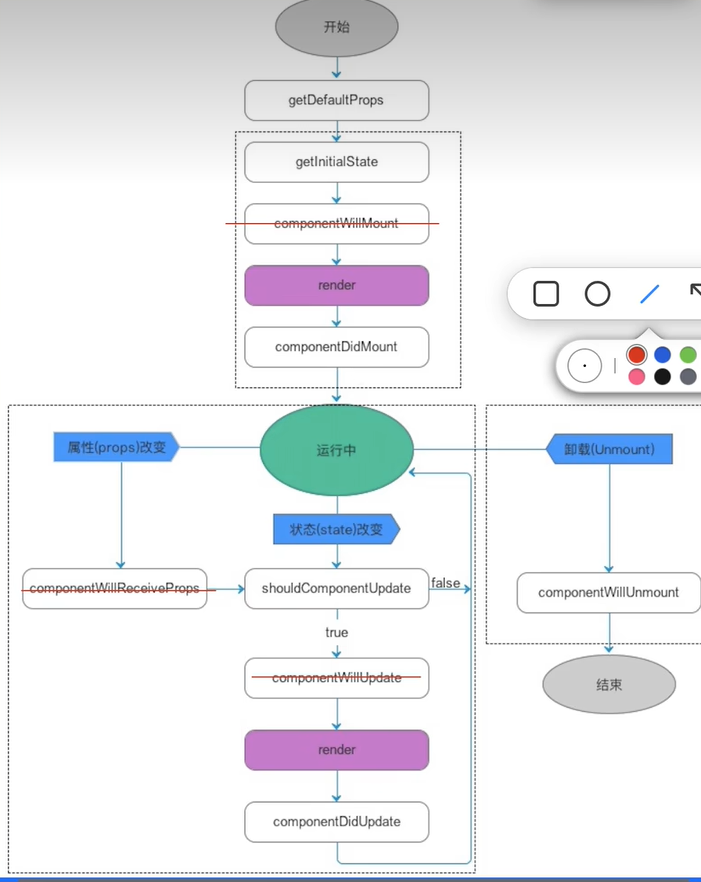 开始
getDefaultProps
getInitialState
componentWillMount
render
componentDidMount
属性(props)改变
运行中
卸载(Unmount)
状态(state)改变
componentWillReceiveProps
shouldComponentUpdate
false
componentWillUnmount
true
componentWillUpdate
结束
render
componentDidUpdate